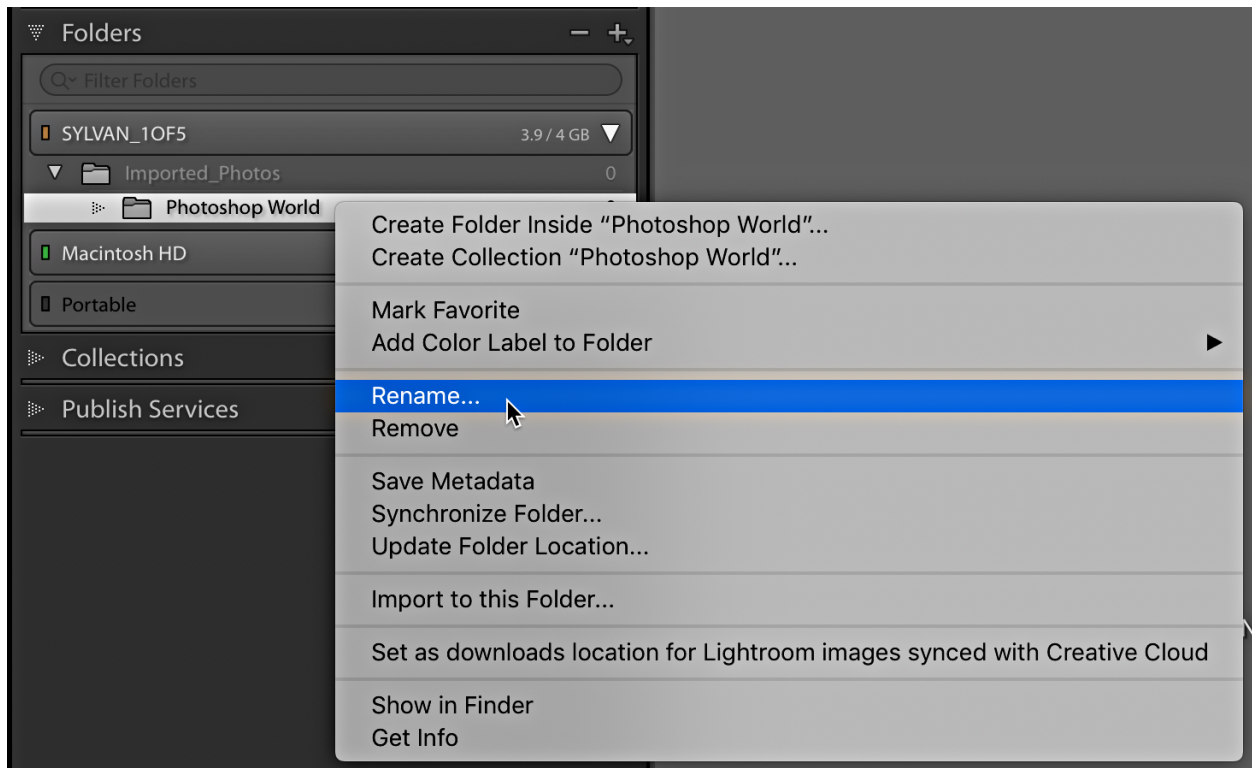 Folders
Filter Folders
SYLVAN_1OF5 3.9 / 4 GB
Imported_Photos 0
Photoshop World
Macintosh HD
Portable
Collections
Publish Services
Create Folder Inside “Photoshop World”...
Create Collection “Photoshop World”...
Mark Favorite
Add Color Label to Folder
Rename...
Remove
Save Metadata
Synchronize Folder...
Update Folder Location...
Import to this Folder...
Set as downloads location for Lightroom images synced with Creative Cloud
Show in Finder
Get Info